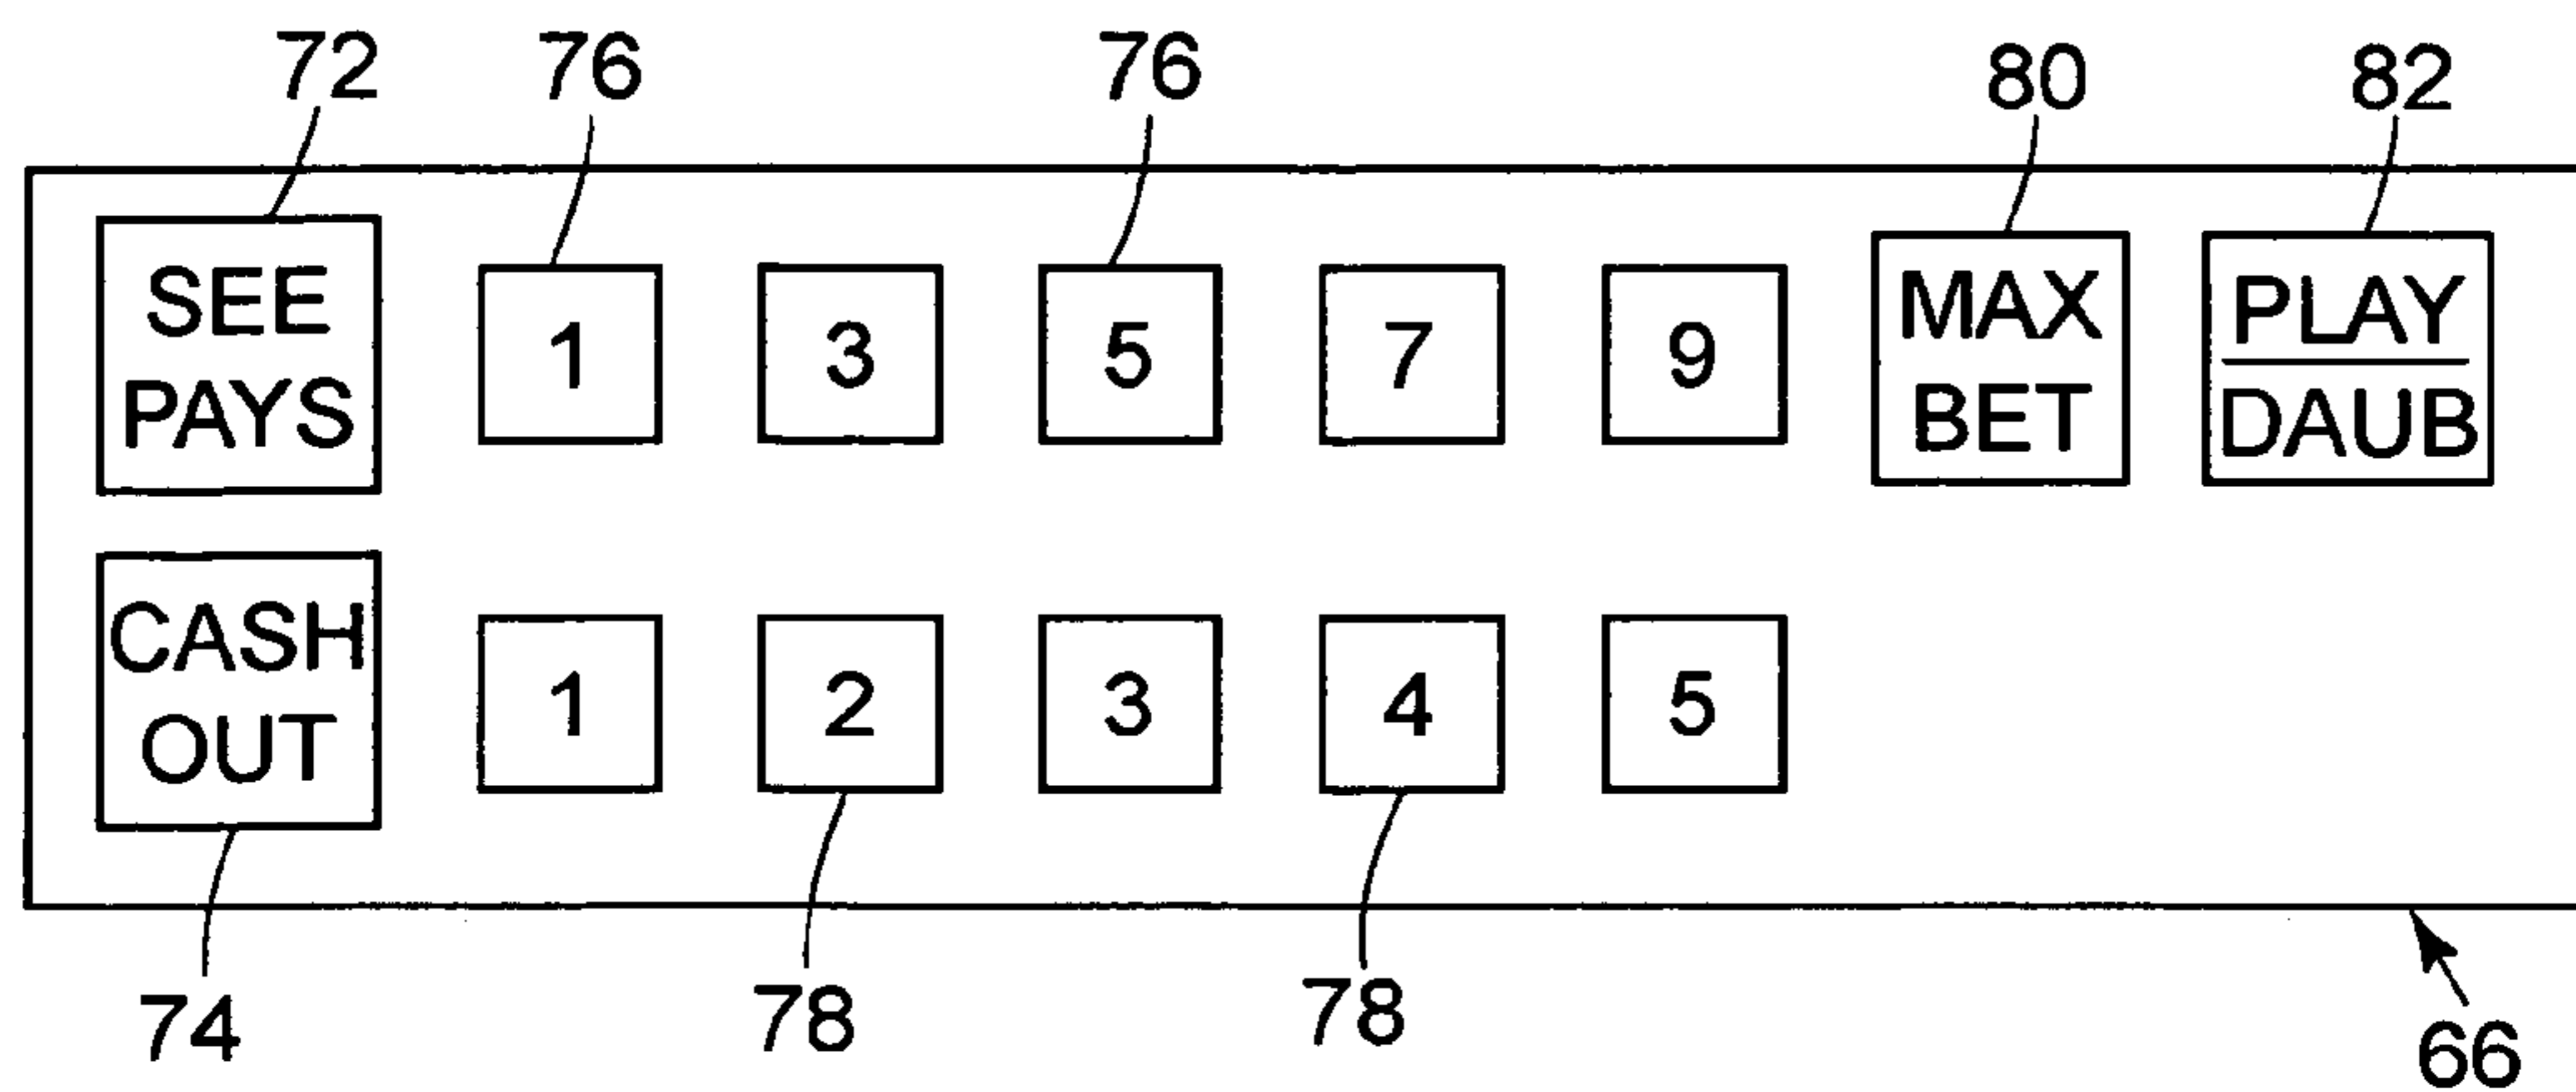 72 76 76 80 82
SEE
PAYS
1 3 5 7 9
MAX
BET
PLAY
DAUB
CASH
OUT
1 2 3 4 5
74 78 78 66